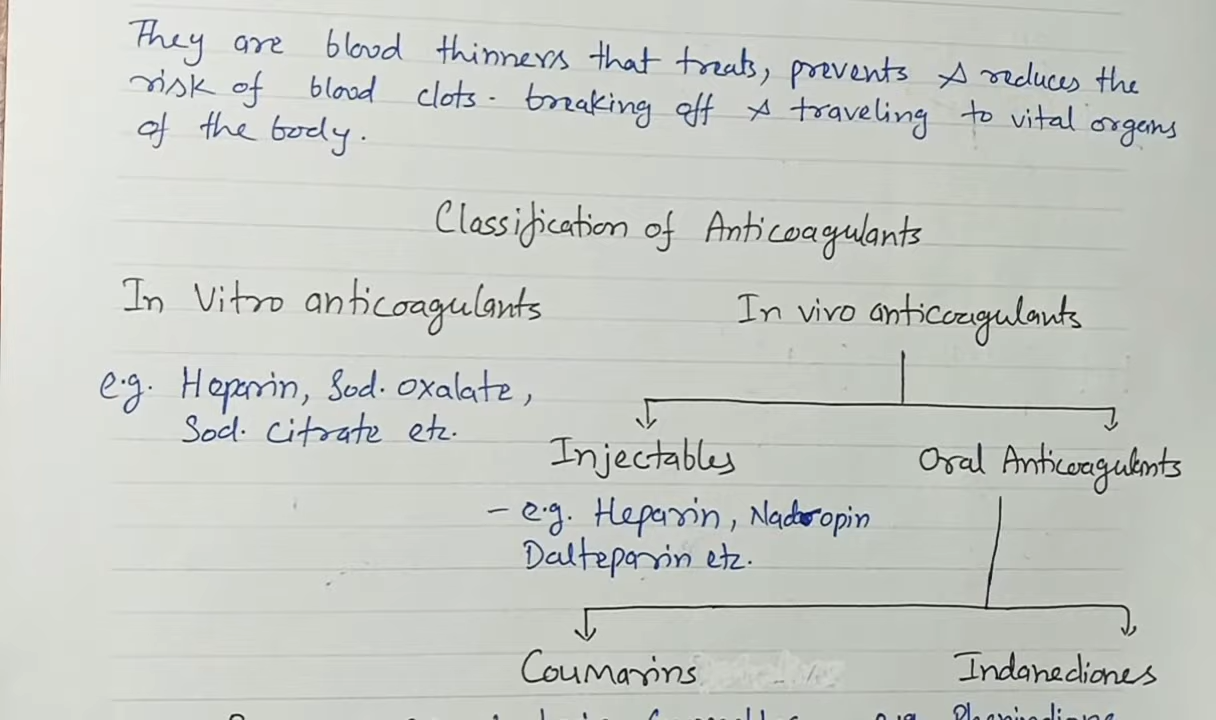 They are blood thinners that treats, prevents & reduces the
risk of blood clots. breaking off & traveling to vital organs
of the body.
Classification of Anticoagulants
In Vitro anticoagulants
In vivo anticoagulants
e.g. Heparin, Sod. oxalate,
Sod. Citrate etc.
Injectables
Oral Anticoagulants
- e.g. Heparin, Nadropin
Dalteparin etc.
Coumarins
Indanediones
e.g. Phenindione